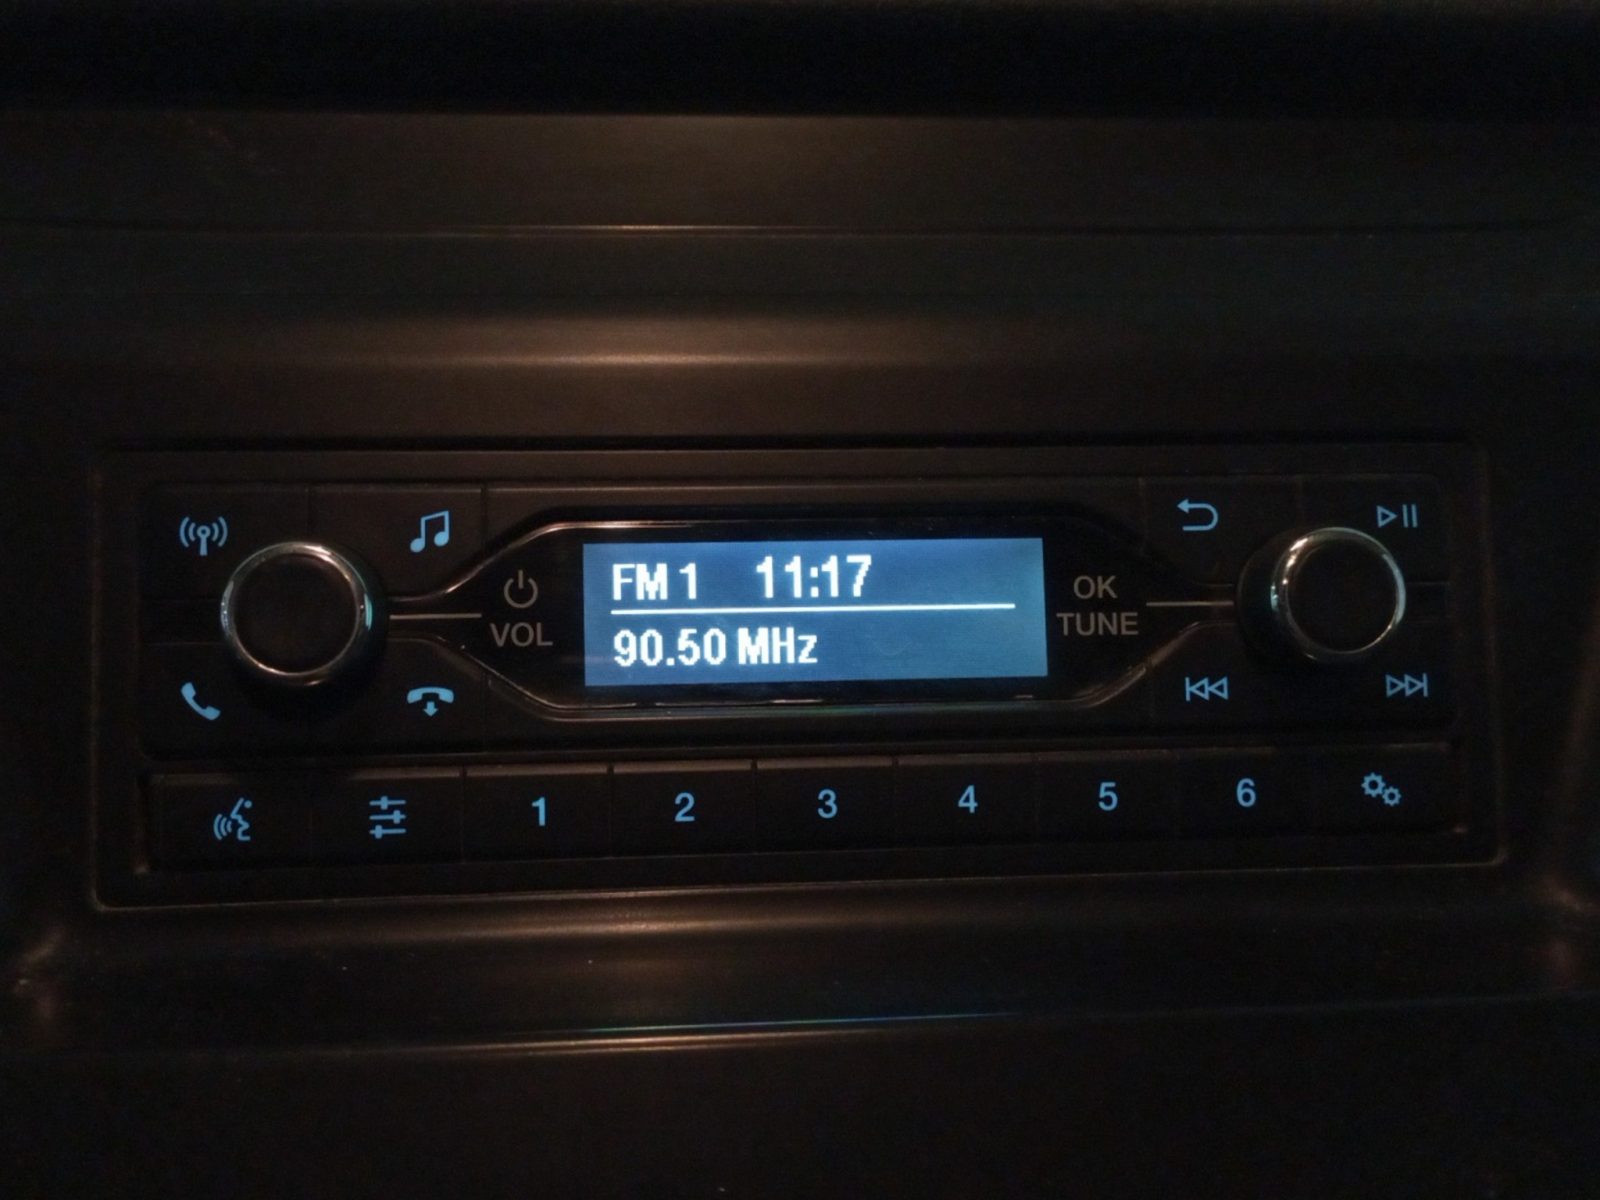 FM 1 11:17
90.50 MHz
VOL
OK
TUNE
1 2 3 4 5 6